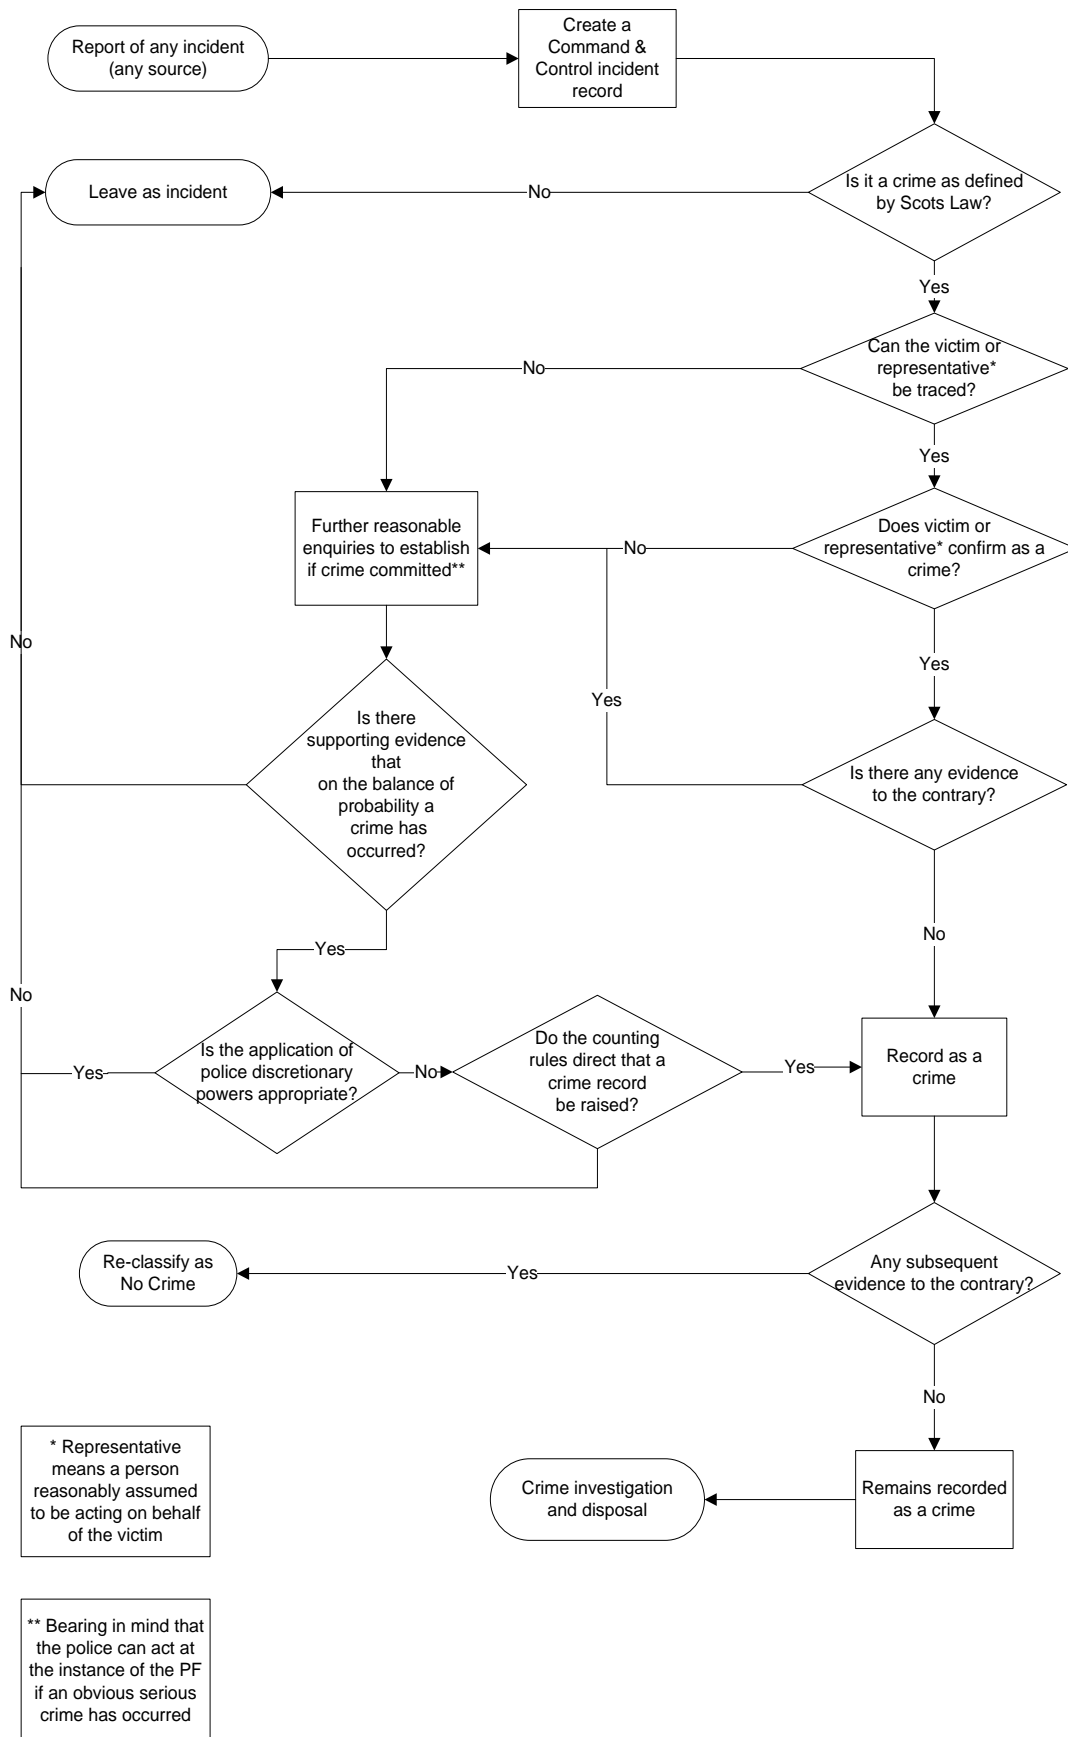 Report of any incident
(any source)
Create a
Command &
Control incident
record
Leave as incident
No
Is it a crime as defined
by Scots Law?
Yes
Can the victim or
representative*
be traced?
No
Yes
Further reasonable
enquiries to establish
if crime committed**
No
Does victim or
representative* confirm as a
crime?
No
Yes
Yes
Is there
supporting evidence
that
on the balance of
probability a
crime has
occurred?
Is there any evidence
to the contrary?
Yes
No
No
Yes
Is the application of
police discretionary
powers appropriate?
No
Do the counting
rules direct that a
crime record
be raised?
Yes
Record as a
crime
Re-classify as
No Crime
Yes
Any subsequent
evidence to the contrary?
No
* Representative
means a person
reasonably assumed
to be acting on behalf
of the victim
Crime investigation
and disposal
Remains recorded
as a crime
** Bearing in mind that
the police can act at
the instance of the PF
if an obvious serious
crime has occurred